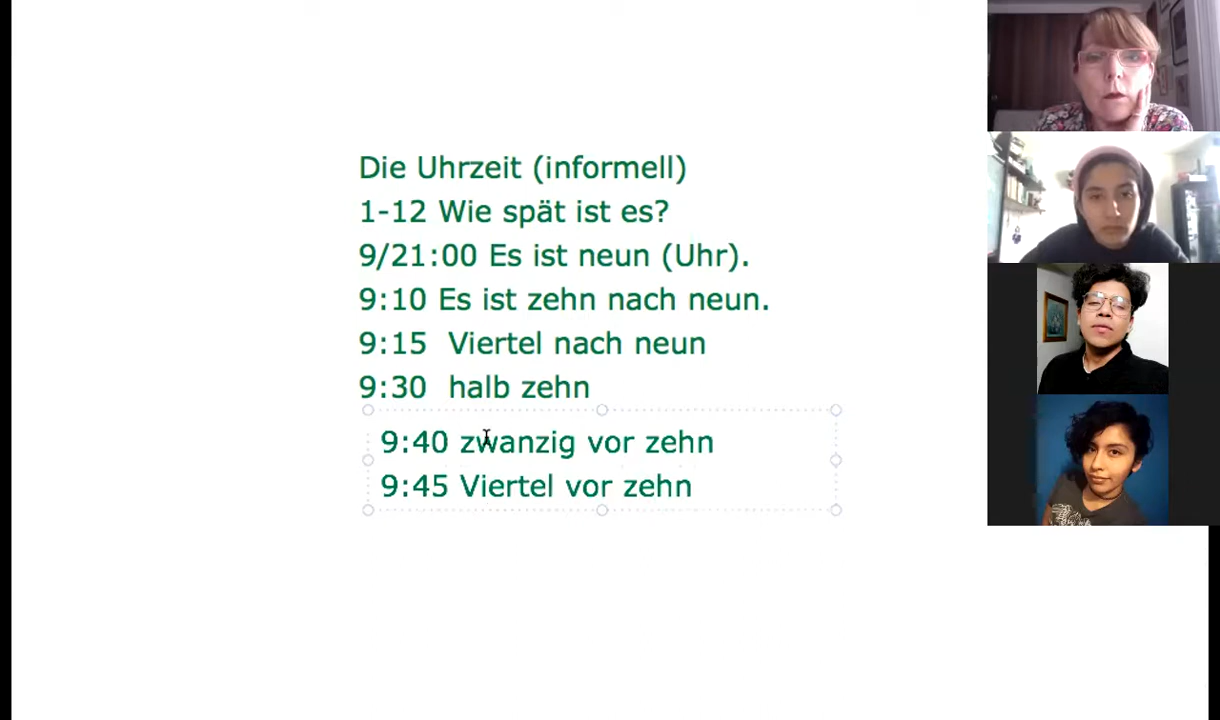 Die Uhrzeit (informell)
1-12 Wie spät ist es?
9/21:00 Es ist neun (Uhr).
9:10 Es ist zehn nach neun.
9:15 Viertel nach neun
9:30 halb zehn
9:40 zwanzig vor zehn
9:45 Viertel vor zehn